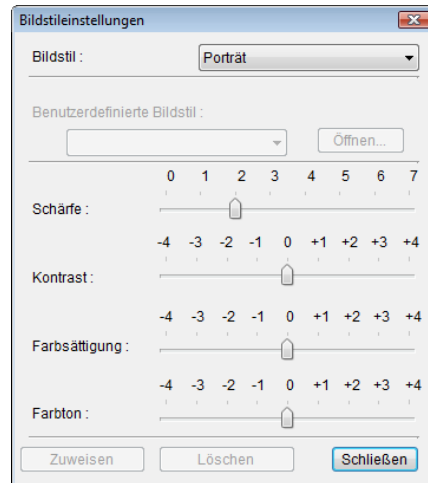 Bildstileinstellungen
Bildstil : Porträt
Benutzerdefinierte Bildstil :
Öffnen...
0 1 2 3 4 5 6 7
Schärfe :
-4 -3 -2 -1 0 +1 +2 +3 +4
Kontrast :
-4 -3 -2 -1 0 +1 +2 +3 +4
Farbsättigung :
-4 -3 -2 -1 0 +1 +2 +3 +4
Farbton :
Zuweisen Löschen Schließen